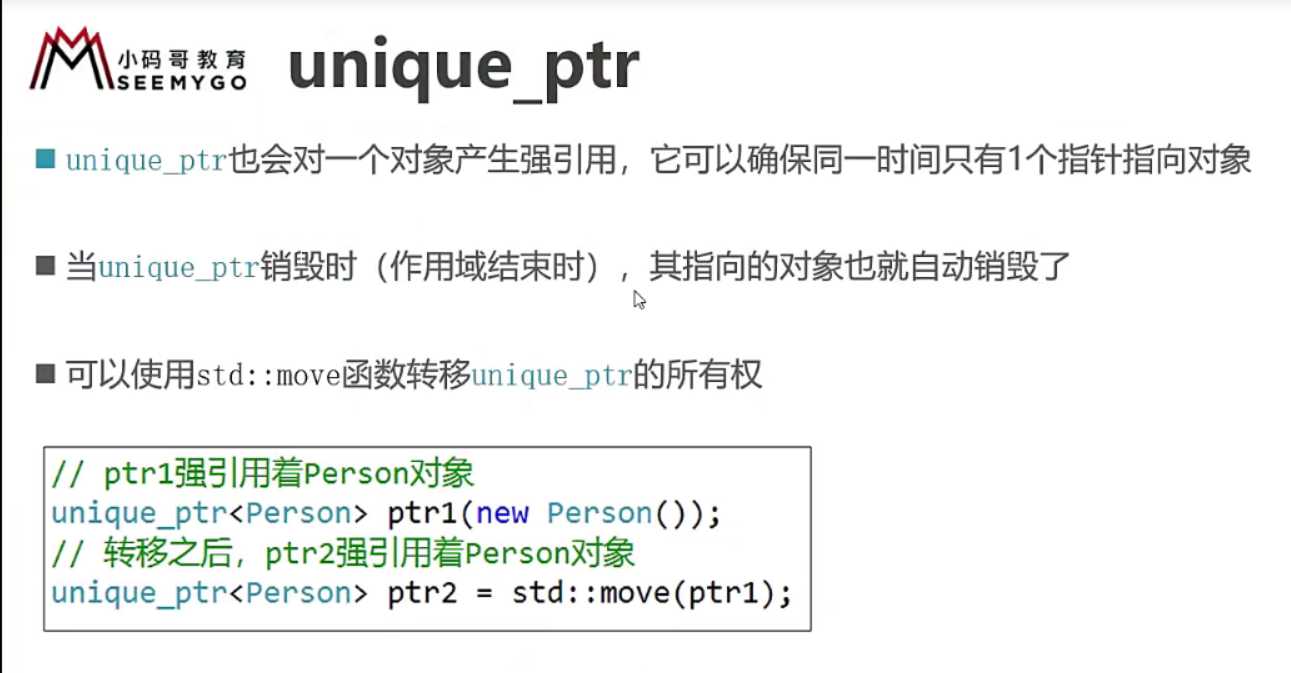 小码哥教育
SEEMYGO
unique_ptr
unique_ptr也会对一个对象产生强引用，它可以确保同一时间只有1个指针指向对象
当unique_ptr销毁时（作用域结束时），其指向的对象也就自动销毁了
可以使用std::move函数转移unique_ptr的所有权
// ptr1强引用着Person对象
unique_ptr<Person> ptr1(new Person());
// 转移之后，ptr2强引用着Person对象
unique_ptr<Person> ptr2 = std::move(ptr1);